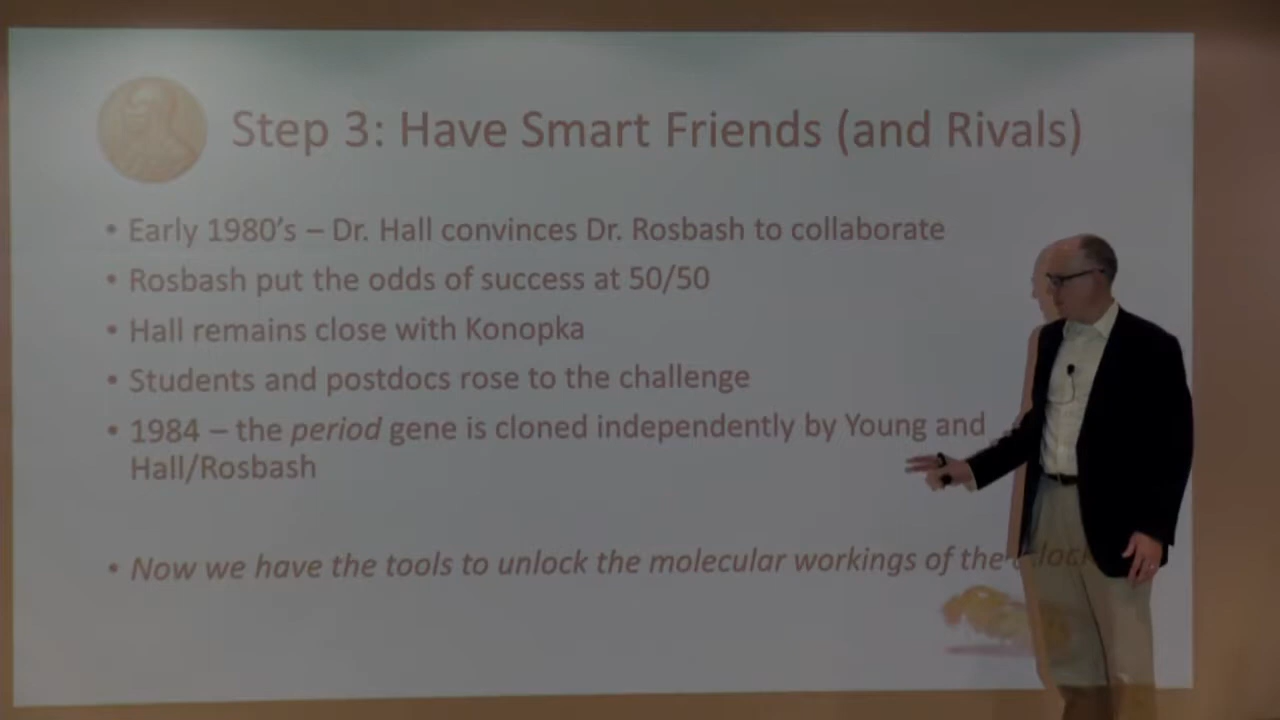 Step 3: Have Smart Friends (and Rivals)
• Early 1980's – Dr. Hall convinces Dr. Rosbash to collaborate
• Rosbash put the odds of success at 50/50
• Hall remains close with Konopka
• Students and postdocs rose to the challenge
• 1984 – the period gene is cloned independently by Young and
Hall/Rosbash
• Now we have the tools to unlock the molecular workings of the clock